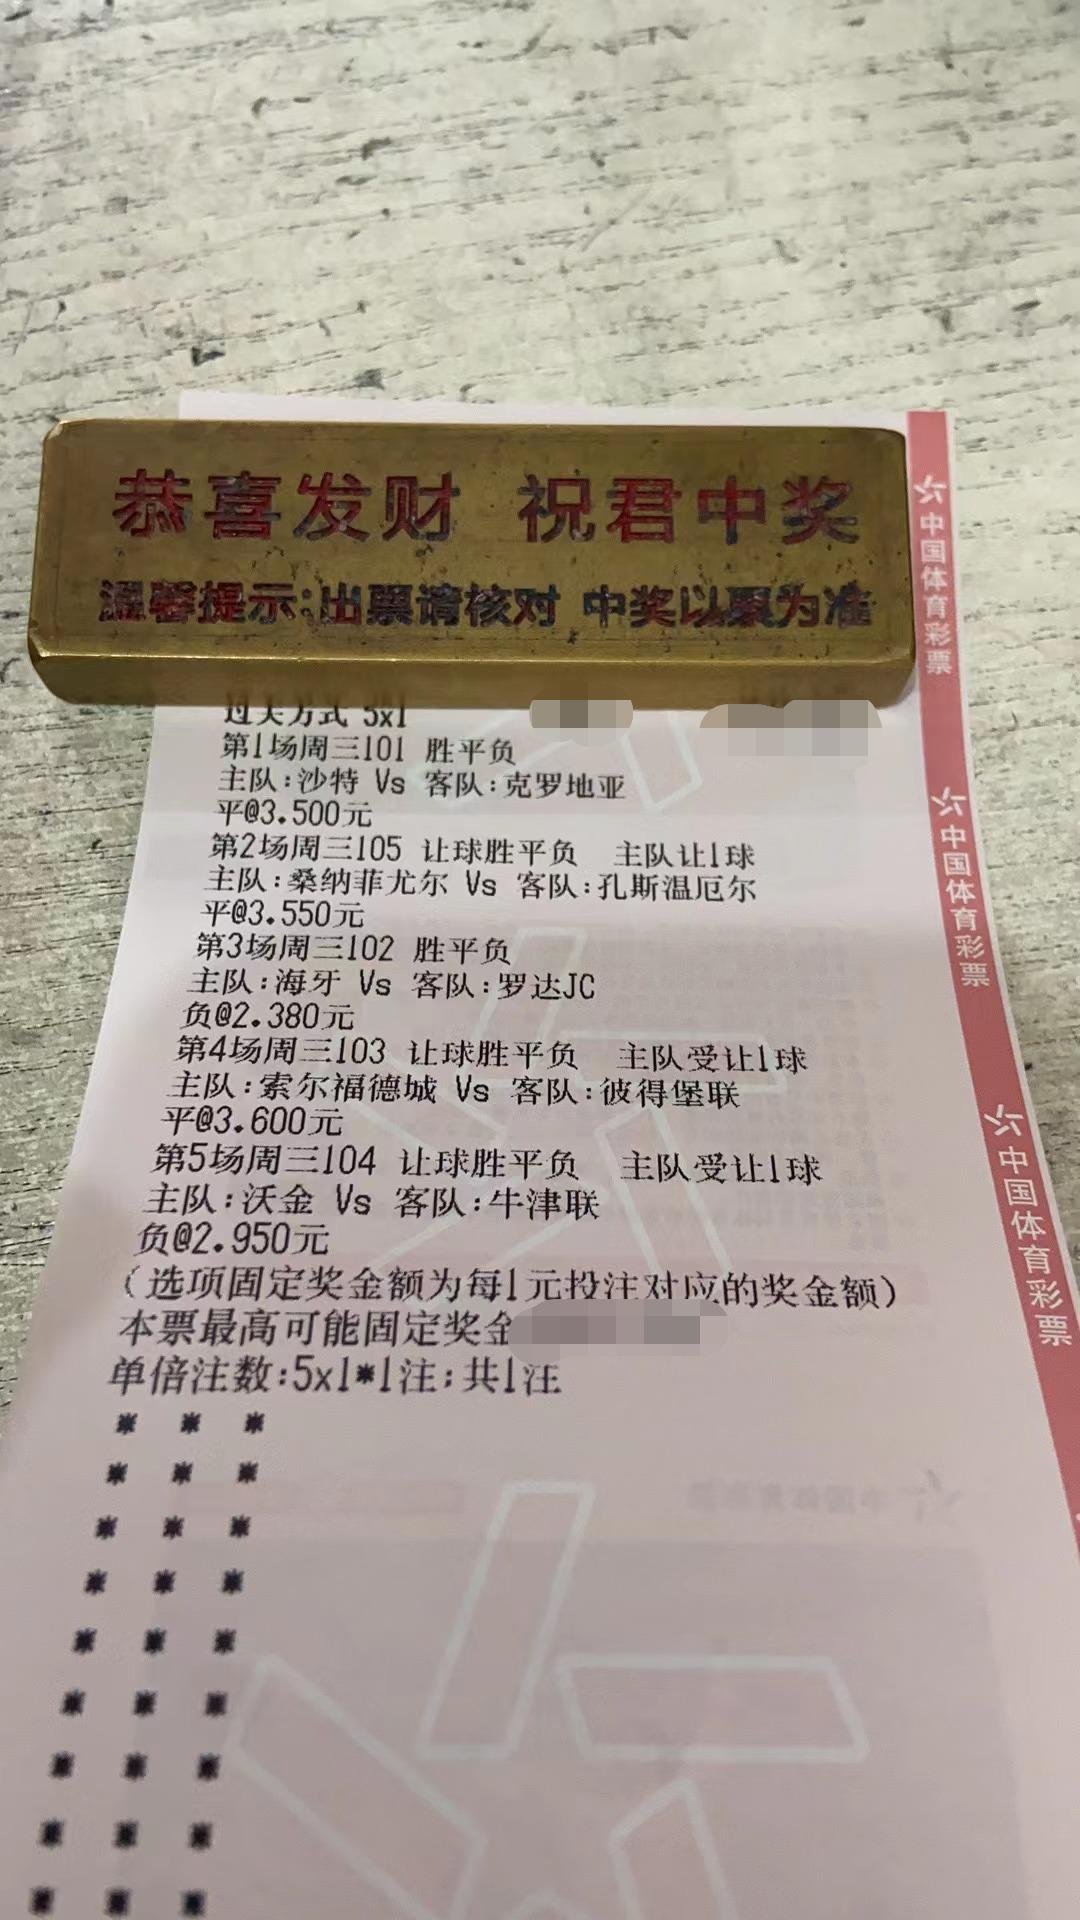 恭喜发财 祝君中奖
温馨提示:出票请核对 中奖以票为准
过关方式 5x1
第1场周三101 胜平负
主队:沙特 Vs 客队:克罗地亚
平@3.500元
第2场周三105 让球胜平负 主队让1球
主队:桑纳菲尤尔 Vs 客队:孔斯温厄尔
平@3.550元
第3场周三102 胜平负
主队:海牙 Vs 客队:罗达JC
负@2.380元
第4场周三103 让球胜平负 主队受让1球
主队:索尔福德城 Vs 客队:彼得堡联
平@3.600元
第5场周三104 让球胜平负 主队受让1球
主队:沃金 Vs 客队:牛津联
负@2.950元
(选项固定奖金额为每1元投注对应的奖金额)
本票最高可能固定奖金
单倍注数:5x1*1注;共1注
* * *
* * *
* * *
* * *
* * *
* * *
* * *
* * *
* * *
中国体育彩票
中国体育彩票
中国体育彩票